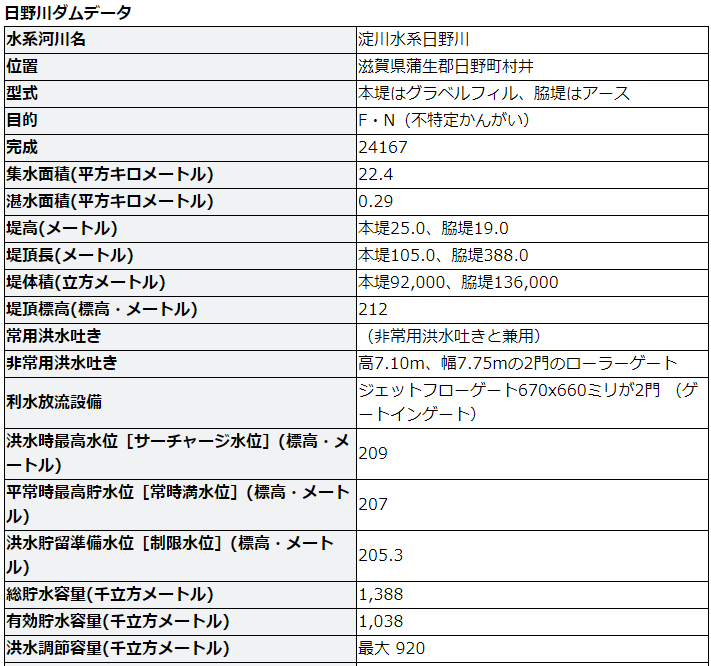 日野川ダムデータ
水系河川名 淀川水系日野川
位置 滋賀県蒲生郡日野町村井
型式 本堤はグラベルフィル、脇堤はアース
目的 F・N（不特定かんがい）
完成 24167
集水面積(平方キロメートル) 22.4
湛水面積(平方キロメートル) 0.29
堤高(メートル) 本堤25.0、脇堤19.0
堤頂長(メートル) 本堤105.0、脇堤388.0
堤体積(立方メートル) 本堤92,000、脇堤136,000
堤頂標高(標高・メートル) 212
常用洪水吐き （非常用洪水吐きと兼用）
非常用洪水吐き 高7.10m、幅7.75mの2門のローラーゲート
利水放流設備 ジェットフローゲート670x660ミリが2門 （ゲ
ートインゲート）
洪水時最高水位［サーチャージ水位］(標高・メ
ートル) 209
平常時最高貯水位［常時満水位］(標高・メート
ル) 207
洪水貯留準備水位［制限水位］(標高・メート
ル) 205.3
総貯水容量(千立方メートル) 1,388
有効貯水容量(千立方メートル) 1,038
洪水調節容量(千立方メートル) 最大 920